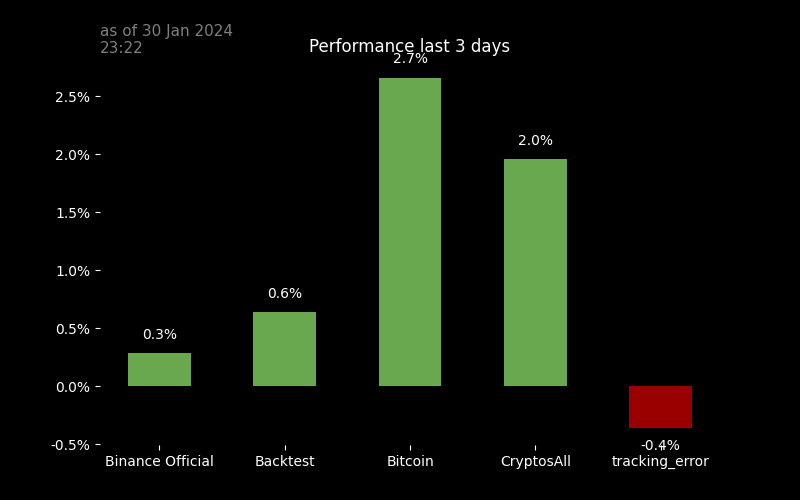 as of 30 Jan 2024
23:22
Performance last 3 days
2.7%
2.5%
2.0%
2.0%
1.5%
1.0%
0.6%
0.5%
0.3%
0.0%
-0.5%
-0.4%
Binance Official
Backtest
Bitcoin
CryptosAll
tracking_error